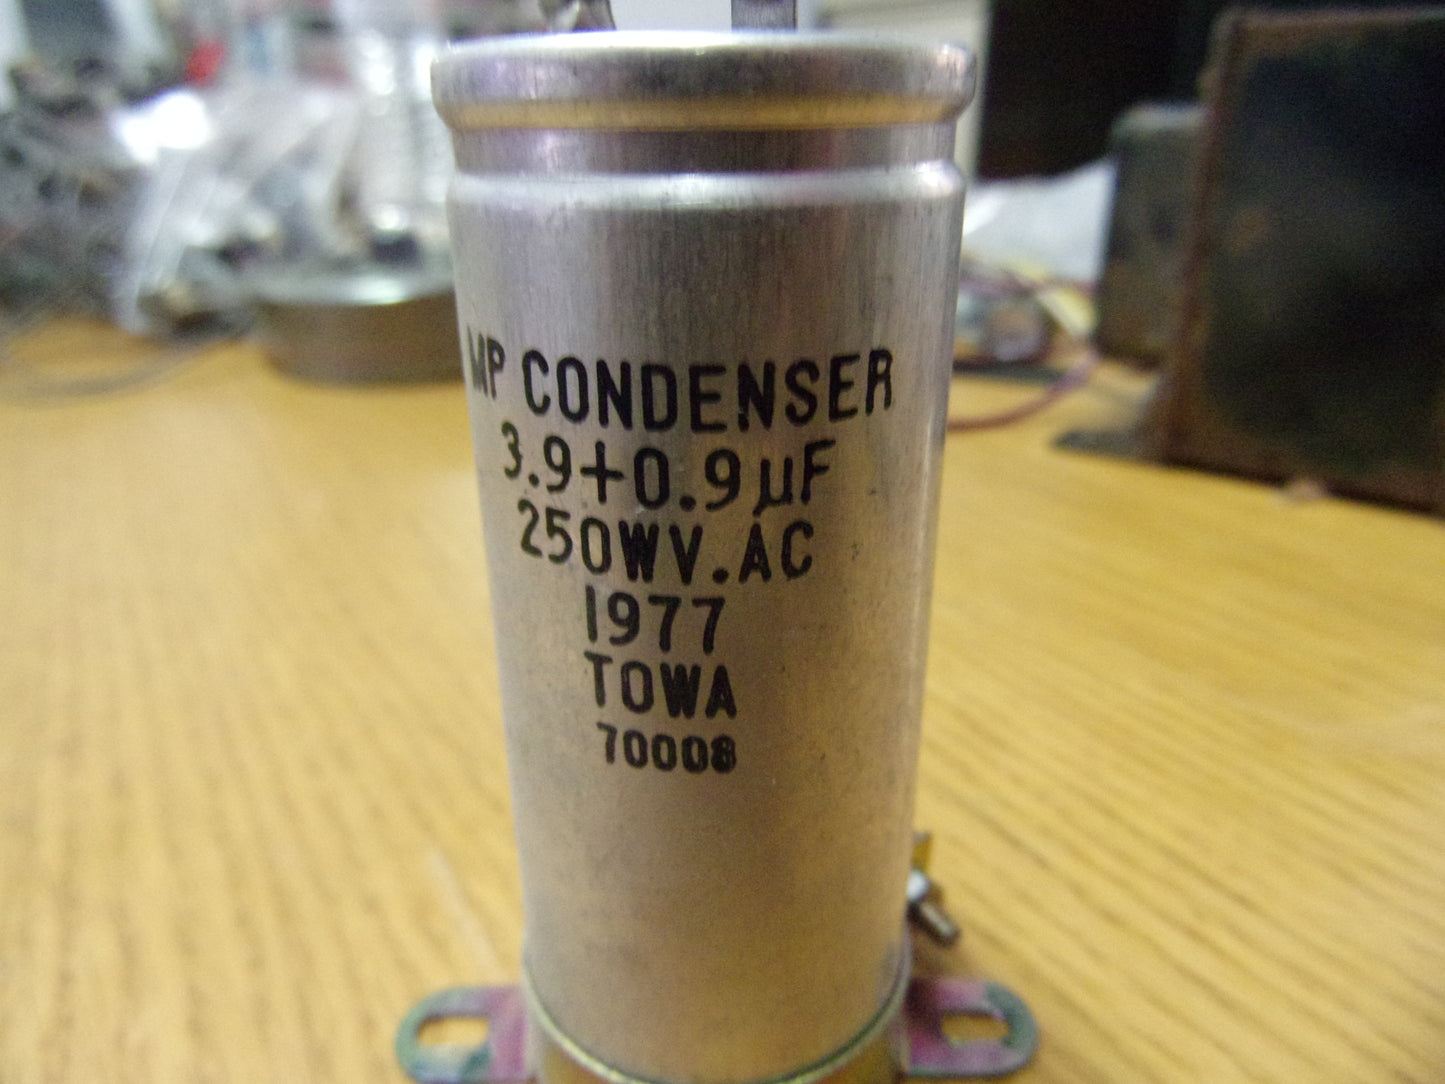 MP CONDENSER
3.9+0.9µF
250WV.AC
1977
TOWA
70008